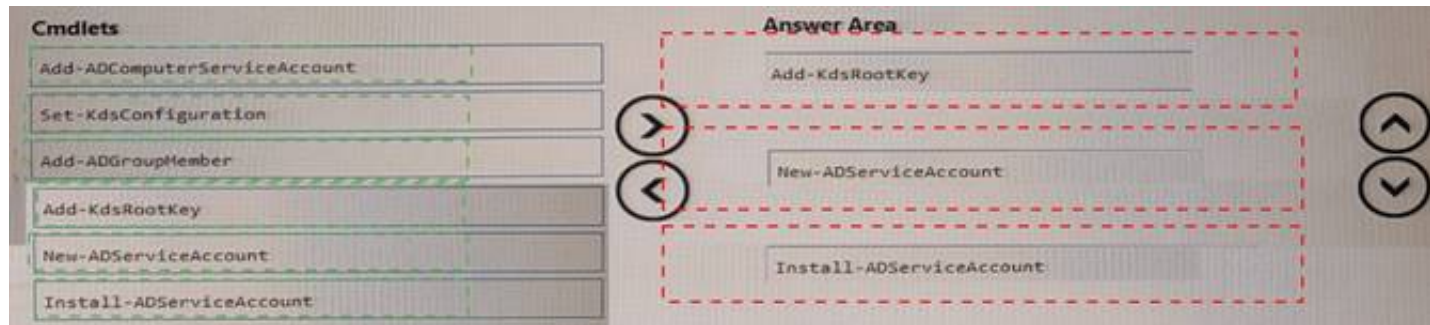 Cmdlets
Add-ADComputerServiceAccount
Set-KdsConfiguration
Add-ADGroupMember
Add-KdsRootKey
New-ADServiceAccount
Install-ADServiceAccount
Answer Area
Add-KdsRootKey
New-ADServiceAccount
Install-ADServiceAccount